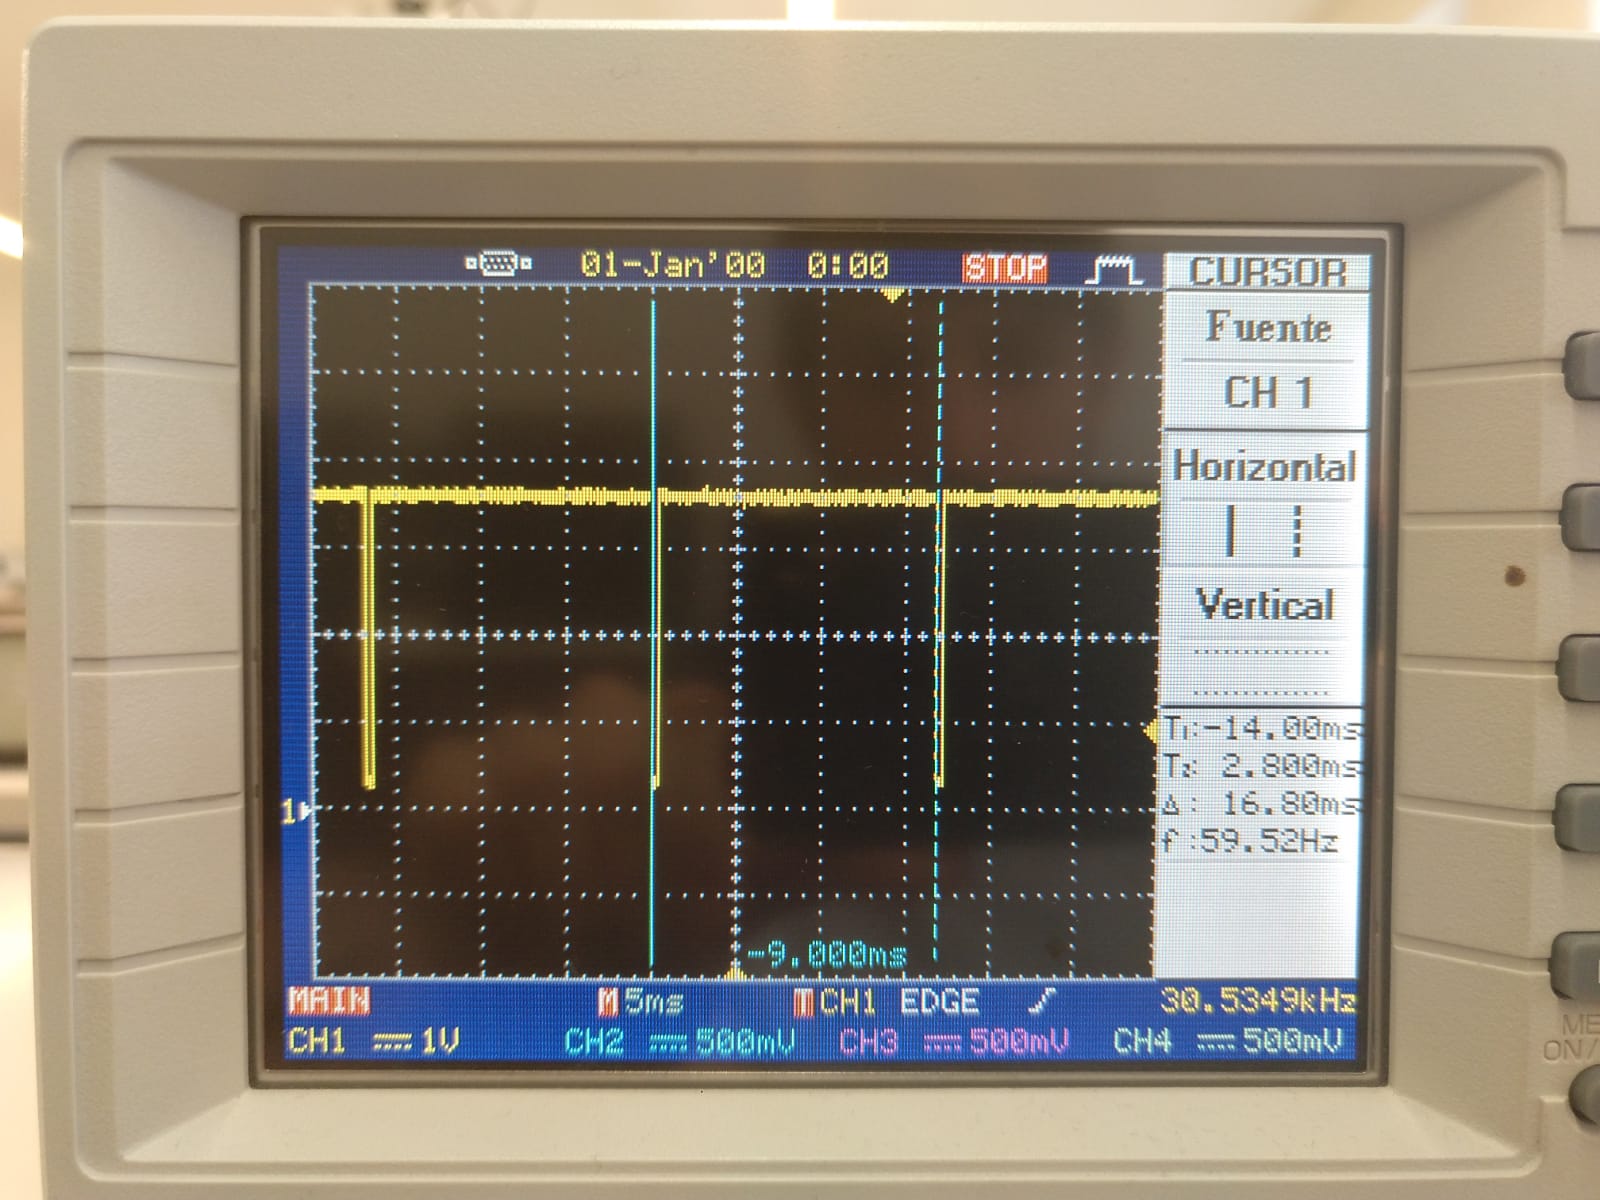 01-Jan'00 0:00 STOP
CURSOR
Fuente
CH 1
Horizontal
Vertical
T1:-14.00ms
T2: 2.800ms
Δ: 16.80ms
f:59.52Hz
1
-9.000ms
MAIN M 5ms T CH1 EDGE 30.5349kHz
CH1 1V CH2 500mV CH3 500mV CH4 500mV
ME
ON/